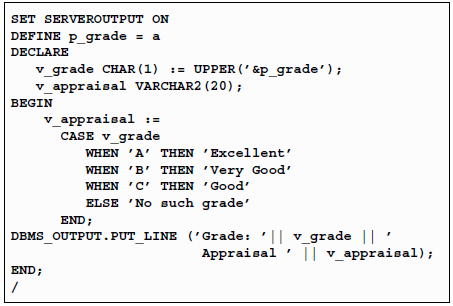 SET SERVEROUTPUT ON
DEFINE p_grade = a
DECLARE
v_grade CHAR(1) := UPPER('&p_grade');
v_appraisal VARCHAR2(20);
BEGIN
v_appraisal :=
CASE v_grade
WHEN 'A' THEN 'Excellent'
WHEN 'B' THEN 'Very Good'
WHEN 'C' THEN 'Good'
ELSE 'No such grade'
END;
DBMS_OUTPUT.PUT_LINE ('Grade: '|| v_grade || '
Appraisal ' || v_appraisal);
END;
/